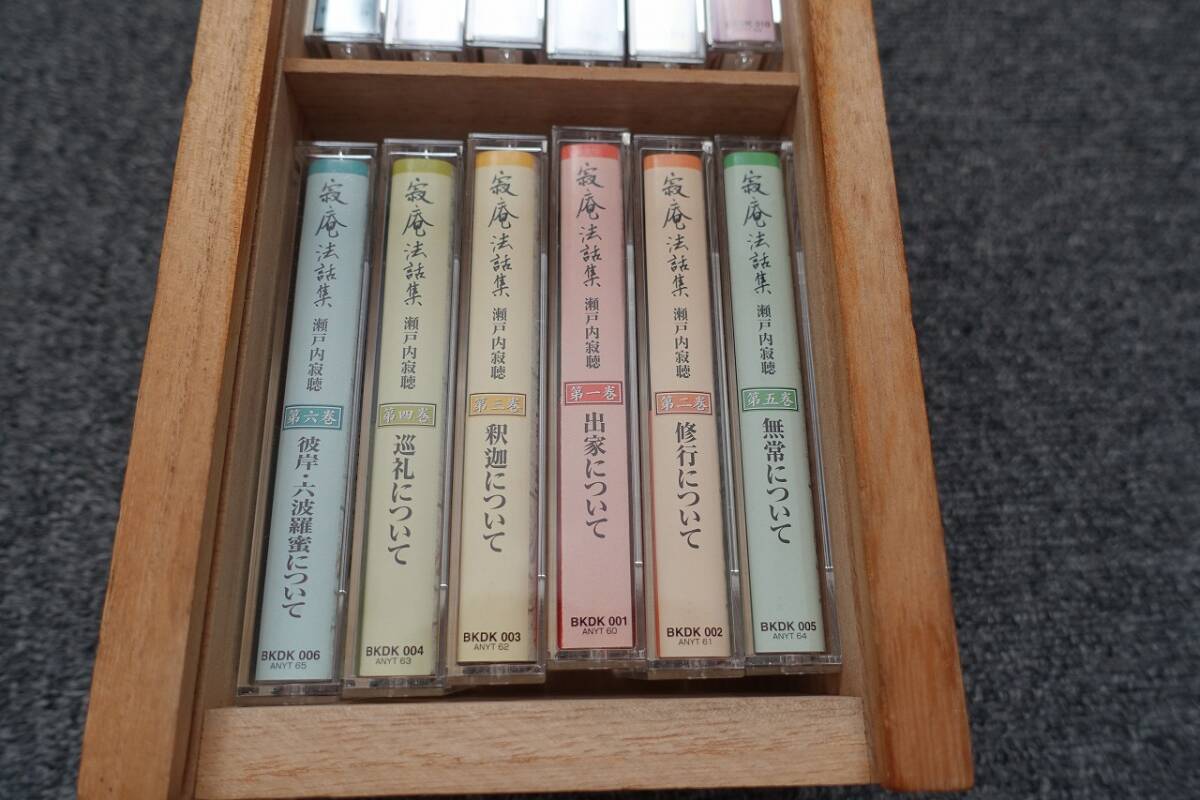 BKDK 010
寂庵法話集 瀬戸内寂聴 第六巻 彼岸・六波羅蜜について
BKDK 006
ANYT 65
寂庵法話集 瀬戸内寂聴 第四巻 巡礼について
BKDK 004
ANYT 63
寂庵法話集 瀬戸内寂聴 第三巻 釈迦について
BKDK 003
ANYT 62
寂庵法話集 瀬戸内寂聴 第一巻 出家について
BKDK 001
ANYT 60
寂庵法話集 瀬戸内寂聴 第二巻 修行について
BKDK 002
ANYT 61
寂庵法話集 瀬戸内寂聴 第五巻 無常について
BKDK 005
ANYT 64